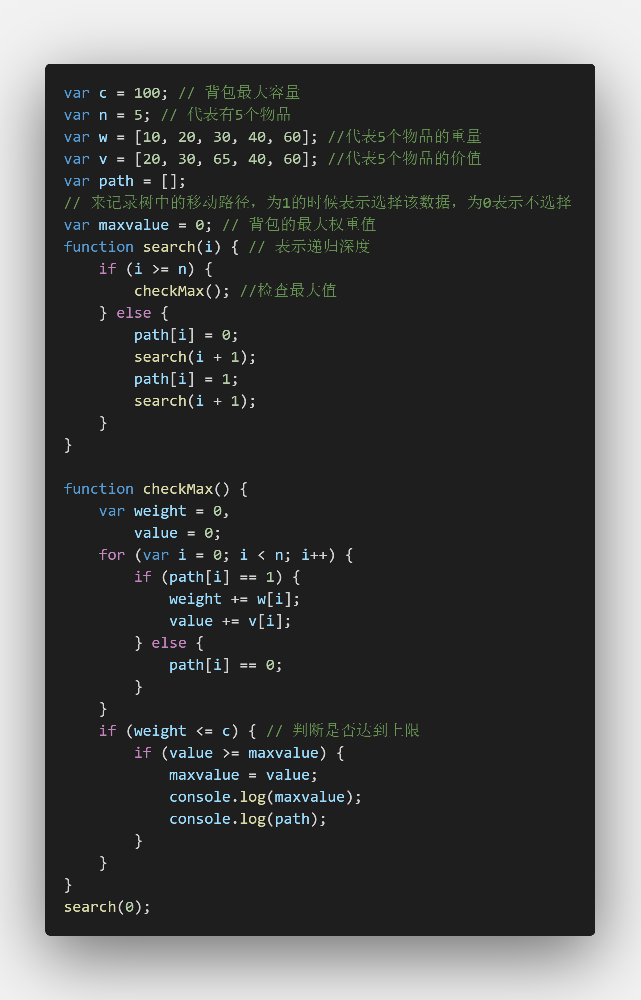 var c = 100; // 背包最大容量
var n = 5; // 代表有5个物品
var w = [10, 20, 30, 40, 60]; //代表5个物品的重量
var v = [20, 30, 65, 40, 60]; //代表5个物品的价值
var path = [];
// 来记录树中的移动路径，为1的时候表示选择该数据，为0表示不选择
var maxvalue = 0; // 背包的最大权重值
function search(i) { // 表示递归深度
    if (i >= n) {
        checkMax(); //检查最大值
    } else {
        path[i] = 0;
        search(i + 1);
        path[i] = 1;
        search(i + 1);
    }
}

function checkMax() {
    var weight = 0,
        value = 0;
    for (var i = 0; i < n; i++) {
        if (path[i] == 1) {
            weight += w[i];
            value += v[i];
        } else {
            path[i] == 0;
        }
    }
    if (weight <= c) { // 判断是否达到上限
        if (value >= maxvalue) {
            maxvalue = value;
            console.log(maxvalue);
            console.log(path);
        }
    }
}
search(0);